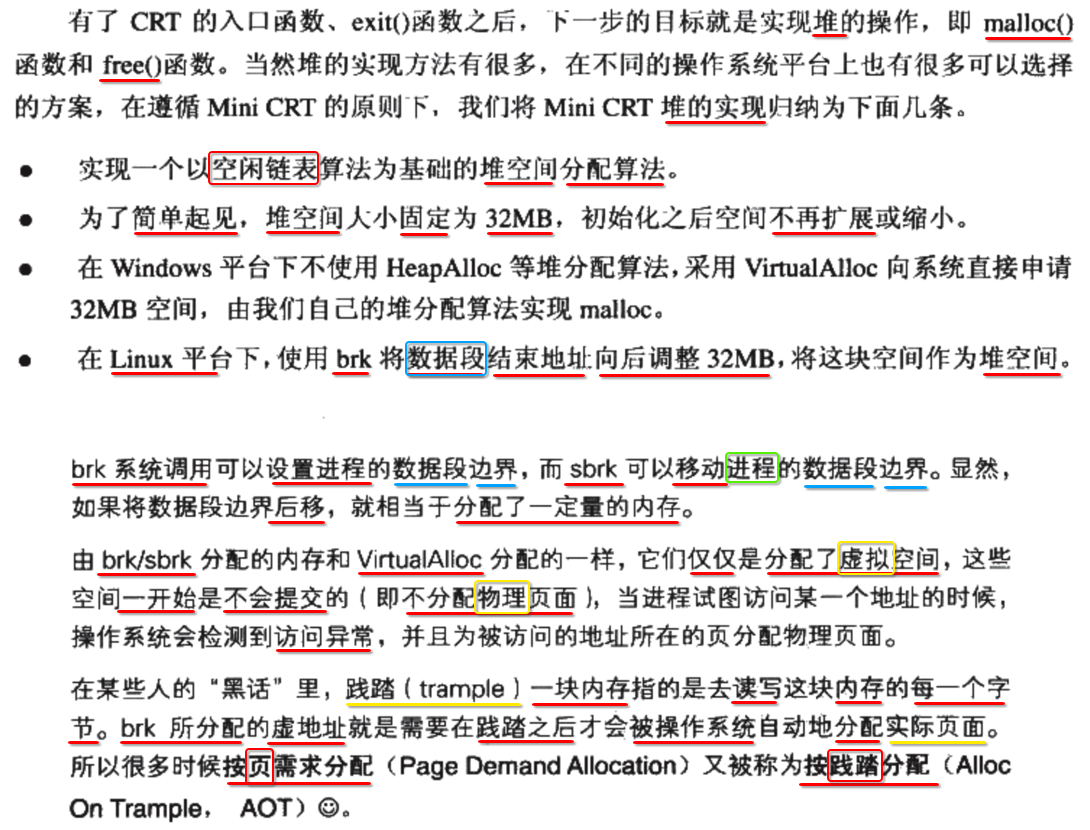 有了 CRT 的入口函数、exit()函数之后，下一步的目标就是实现堆的操作，即 malloc()
函数和 free()函数。当然堆的实现方法有很多，在不同的操作系统平台上也有很多可以选择
的方案，在遵循 Mini CRT 的原则下，我们将 Mini CRT 堆的实现归纳为下面几条。
● 实现一个以空闲链表算法为基础的堆空间分配算法。
● 为了简单起见，堆空间大小固定为 32MB，初始化之后空间不再扩展或缩小。
● 在 Windows 平台下不使用 HeapAlloc 等堆分配算法，采用 VirtualAlloc 向系统直接申请
32MB 空间，由我们自己的堆分配算法实现 malloc。
● 在 Linux 平台下，使用 brk 将数据段结束地址向后调整 32MB，将这块空间作为堆空间。
brk 系统调用可以设置进程的数据段边界，而 sbrk 可以移动进程的数据段边界。显然，
如果将数据段边界后移，就相当于分配了一定量的内存。
由 brk/sbrk 分配的内存和 VirtualAlloc 分配的一样，它们仅仅是分配了虚拟空间，这些
空间一开始是不会提交的（即不分配物理页面），当进程试图访问某一个地址的时候，
操作系统会检测到访问异常，并且为被访问的地址所在的页分配物理页面。
在某些人的“黑话”里，践踏（trample）一块内存指的是去读写这块内存的每一个字
节。brk 所分配的虚地址就是需要在践踏之后才会被操作系统自动地分配实际页面。
所以很多时候按页需求分配（Page Demand Allocation）又被称为按践踏分配（Alloc
On Trample， AOT）☺。